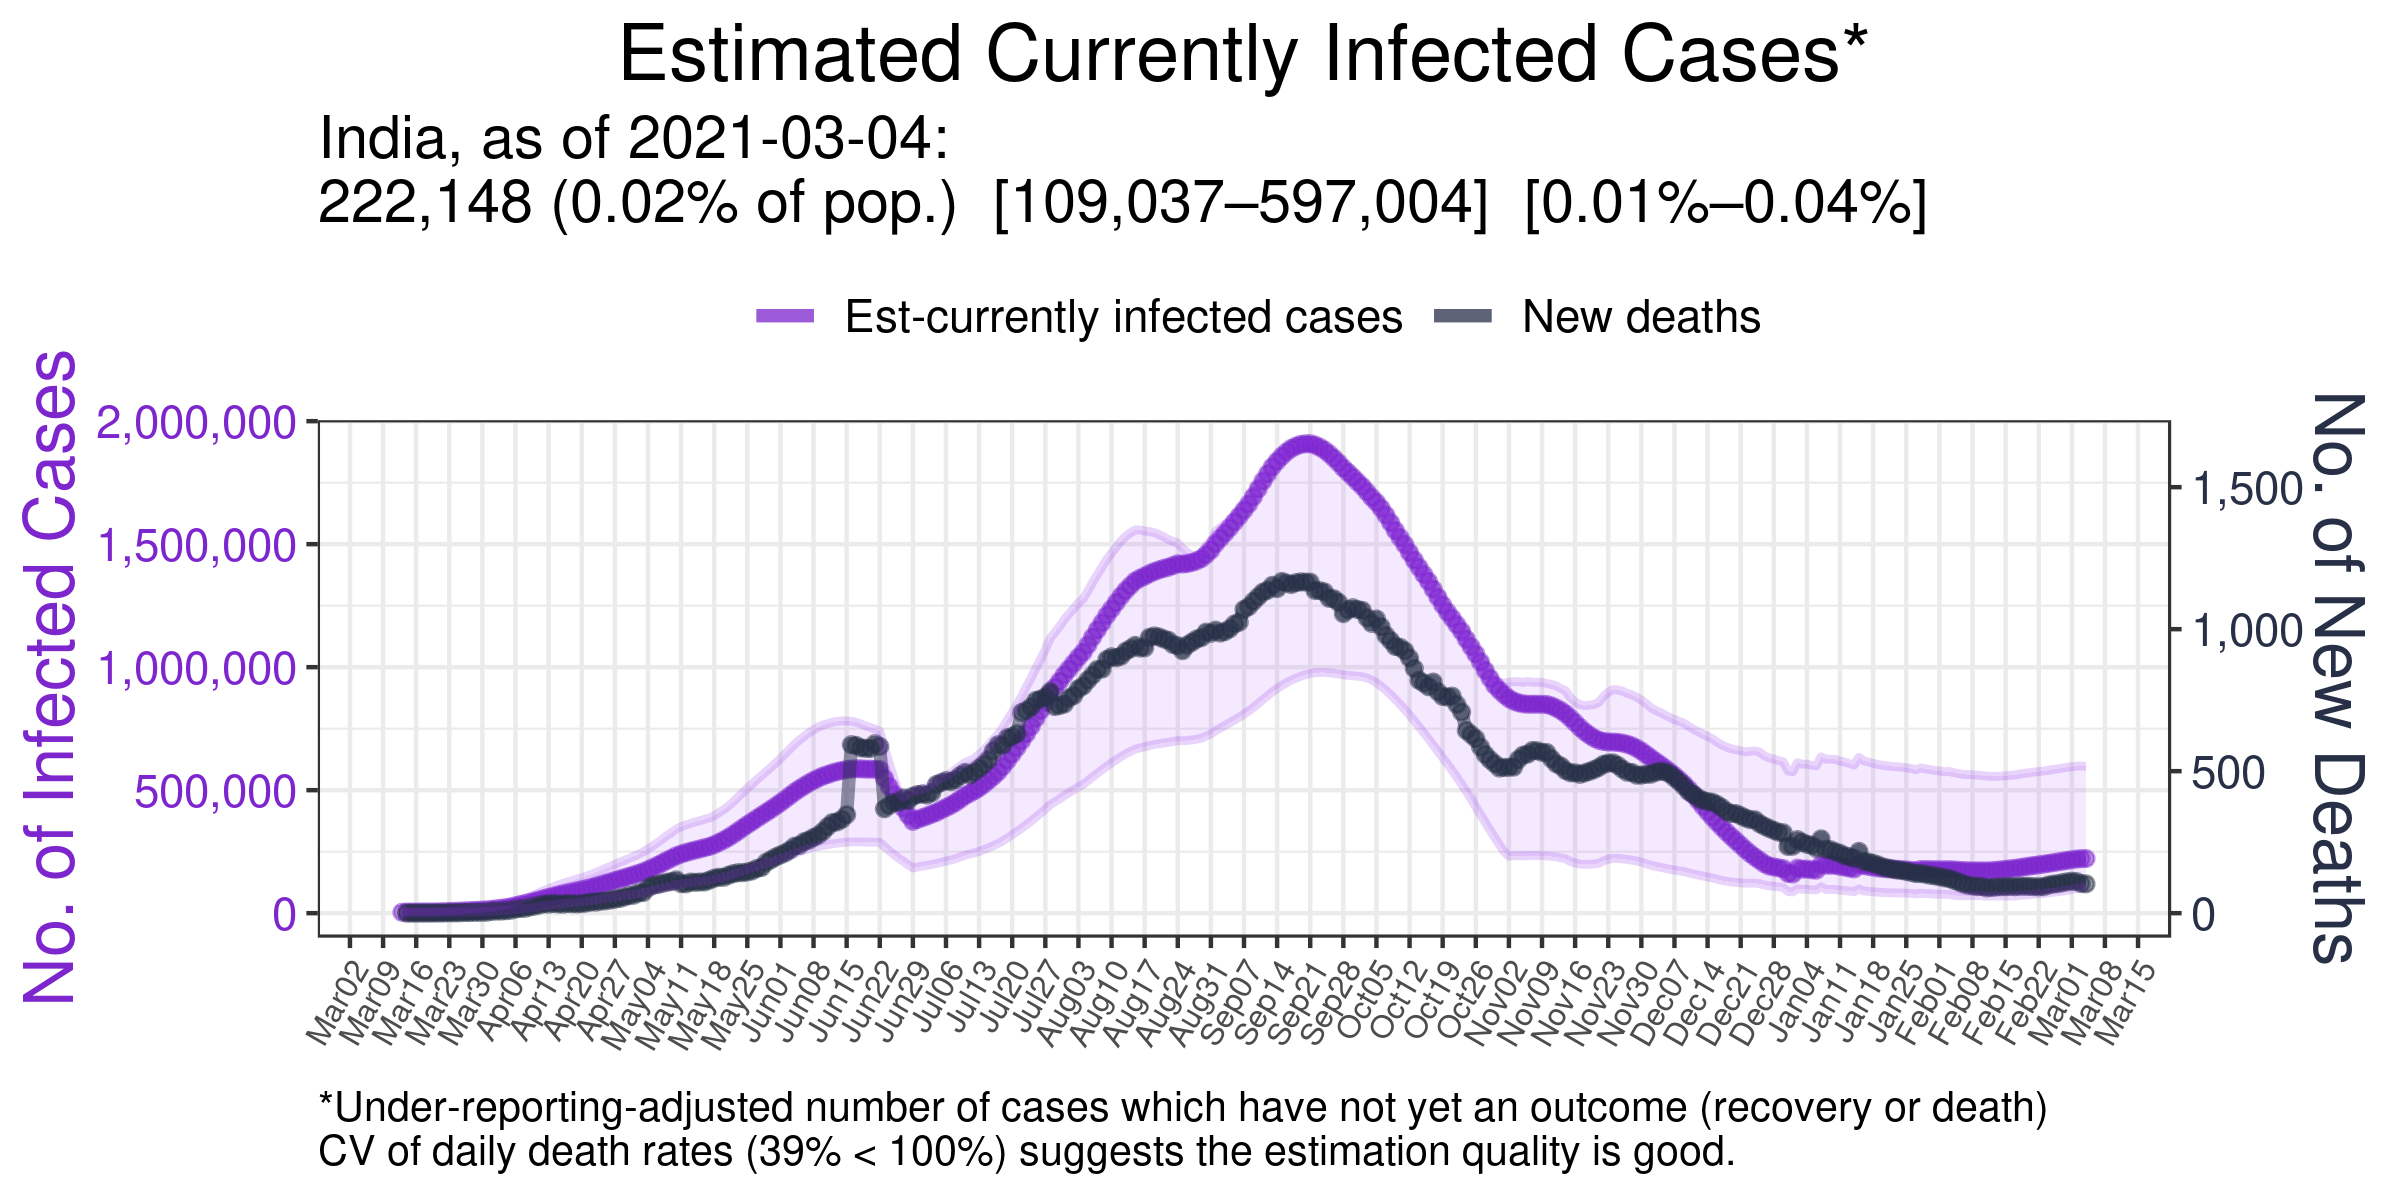 Estimated Currently Infected Cases*
India, as of 2021-03-04:
222,148 (0.02% of pop.) [109,037–597,004] [0.01%–0.04%]
Est-currently infected cases
New deaths
No. of Infected Cases
2,000,000
1,500,000
1,000,000
500,000
0
No. of New Deaths
1,500
1,000
500
0
Mar02
Mar09
Mar16
Mar23
Mar30
Apr06
Apr13
Apr20
Apr27
May04
May11
May18
May25
Jun01
Jun08
Jun15
Jun22
Jun29
Jul06
Jul13
Jul20
Jul27
Aug03
Aug10
Aug17
Aug24
Aug31
Sep07
Sep14
Sep21
Sep28
Oct05
Oct12
Oct19
Oct26
Nov02
Nov09
Nov16
Nov23
Nov30
Dec07
Dec14
Dec21
Dec28
Jan04
Jan11
Jan18
Jan25
Feb01
Feb08
Feb15
Feb22
Mar01
Mar08
Mar15
*Under-reporting-adjusted number of cases which have not yet an outcome (recovery or death)
CV of daily death rates (39% < 100%) suggests the estimation quality is good.